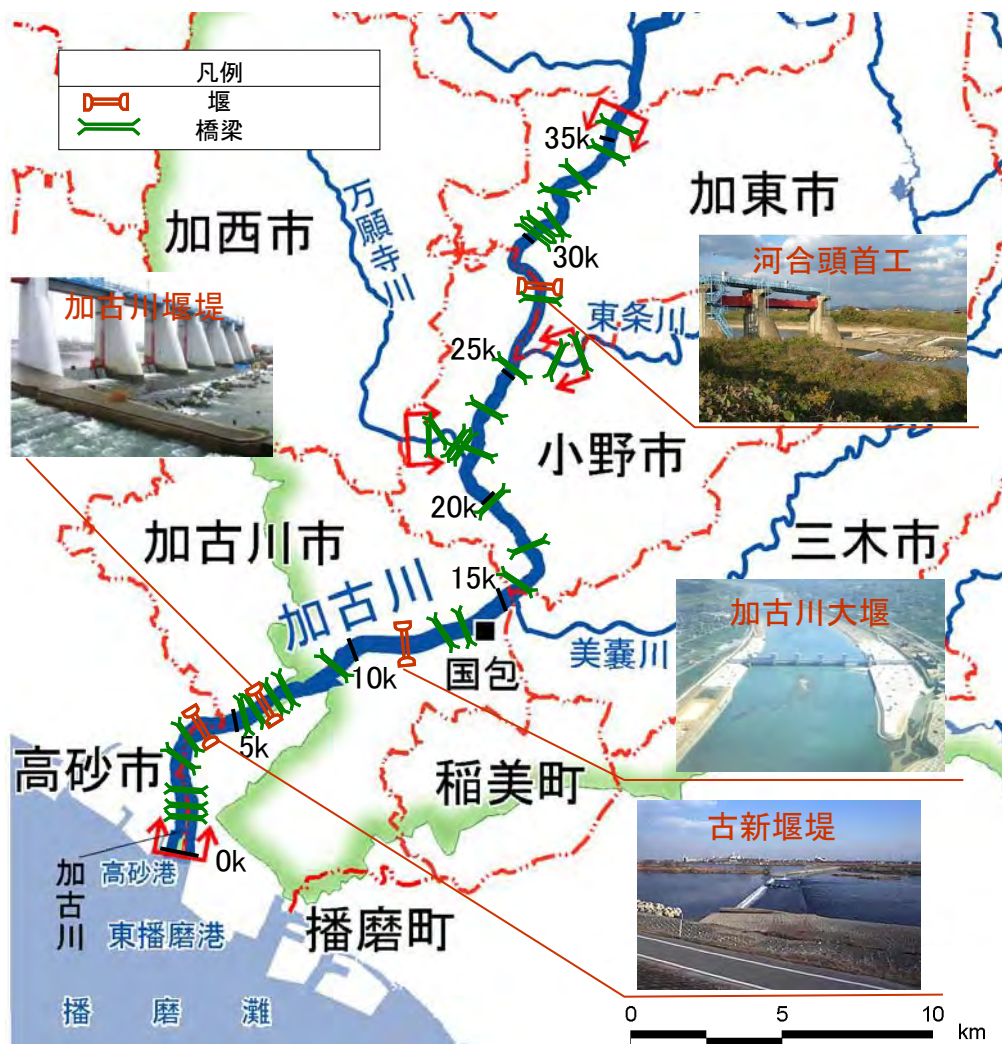 凡例
堰
橋梁
35k
加東市
万願寺川
加西市
30k
河合頭首工
加古川堰堤
東条川
25k
小野市
20k
加古川市
三木市
15k
加古川
加古川大堰
美嚢川
10k
国包
5k
高砂市
稲美町
古新堰堤
0k
加古川
高砂港
東播磨港
播磨町
播磨灘
0 5 10 km